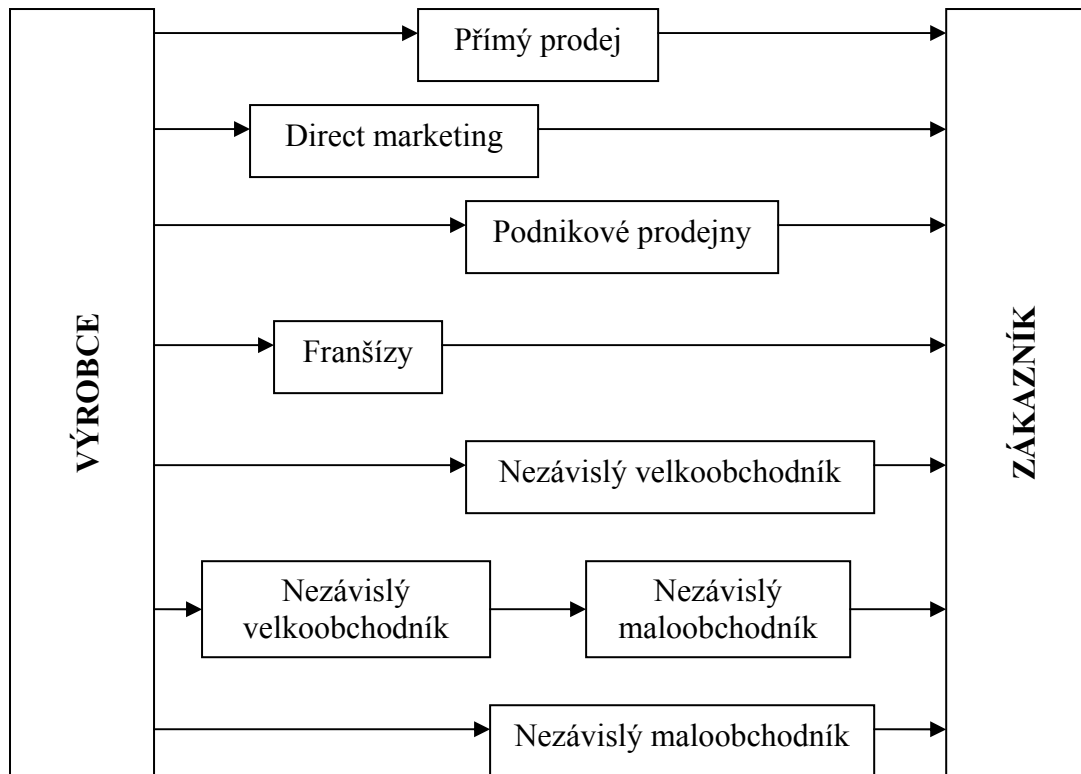 Přímý prodej
Direct marketing
Podnikové prodejny
VÝROBCE
Franšízy
ZÁKAZNÍK
Nezávislý velkoobchodník
Nezávislý
velkoobchodník
Nezávislý
maloobchodník
Nezávislý maloobchodník